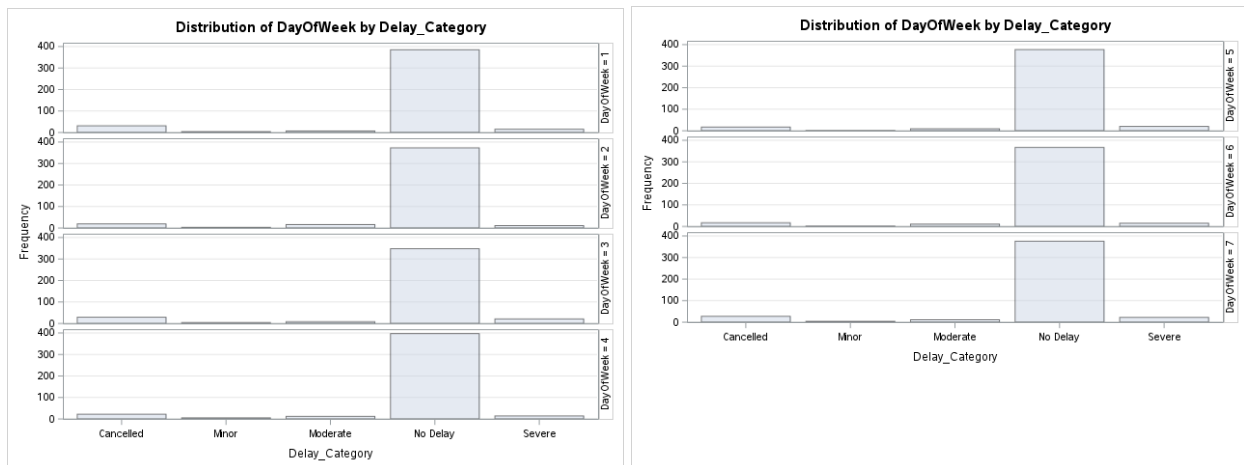 Distribution of DayOfWeek by Delay_Category
400
300
200
100
0
DayOfWeek = 1
400
300
200
100
0
DayOfWeek = 2
400
300
200
100
0
DayOfWeek = 3
400
300
200
100
0
DayOfWeek = 4
Frequency
Cancelled Minor Moderate No Delay Severe
Delay_Category
Distribution of DayOfWeek by Delay_Category
400
300
200
100
0
DayOfWeek = 5
400
300
200
100
0
DayOfWeek = 6
400
300
200
100
0
DayOfWeek = 7
Frequency
Cancelled Minor Moderate No Delay Severe
Delay_Category